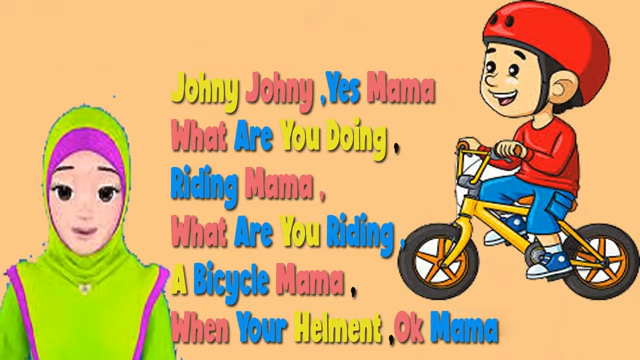 Johny Johny ,Yes Mama
What Are You Doing ,
Riding Mama ,
What Are You Riding ,
A Bicycle Mama ,
When Your Helment ,Ok Mama